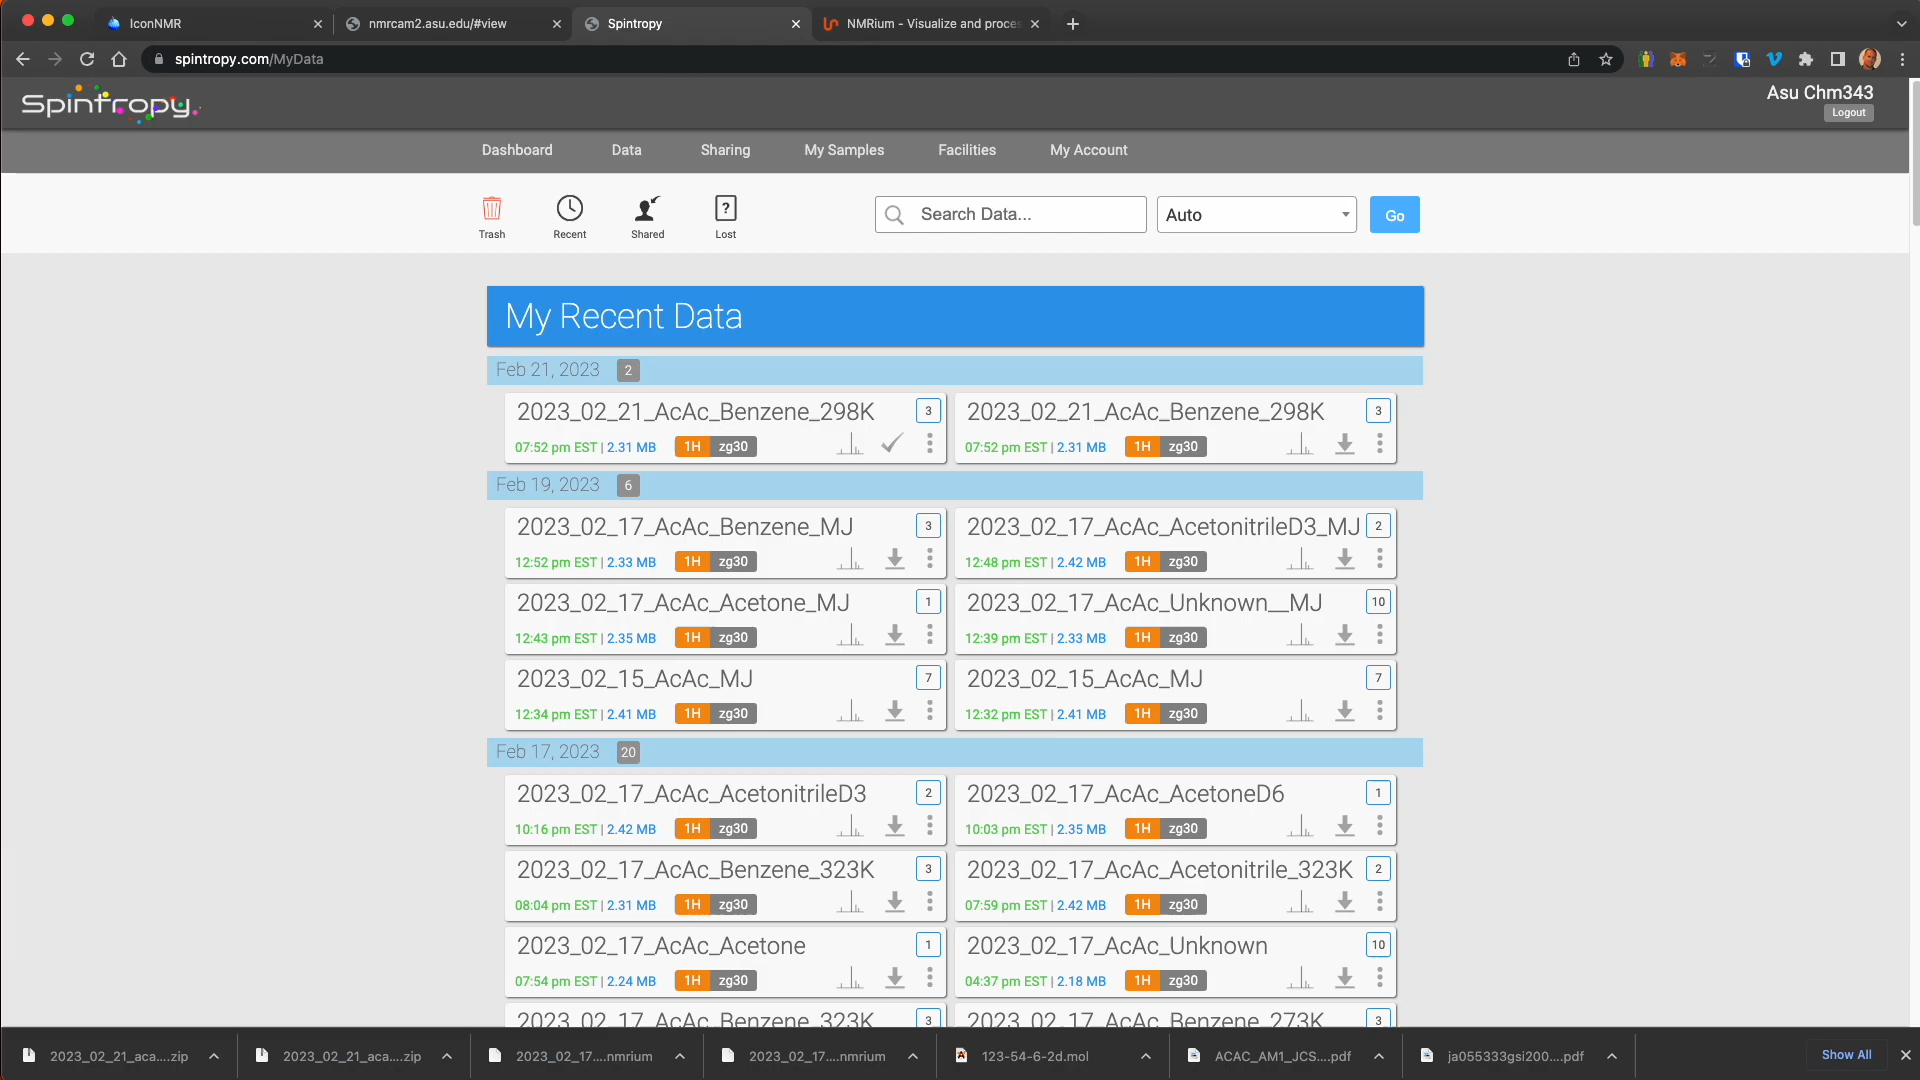 IconNMR
nmrcam2.asu.edu/#view
Spintropy
NMRium - Visualize and proces
spintropy.com/MyData
Spintropy.
Asu Chm343
Logout
Dashboard
Data
Sharing
My Samples
Facilities
My Account
Trash
Recent
Shared
Lost
Search Data...
Auto
Go
My Recent Data
Feb 21, 2023 2
2023_02_21_AcAc_Benzene_298K 3
07:52 pm EST | 2.31 MB 1H zg30
2023_02_21_AcAc_Benzene_298K 3
07:52 pm EST | 2.31 MB 1H zg30
Feb 19, 2023 6
2023_02_17_AcAc_Benzene_MJ 3
12:52 pm EST | 2.33 MB 1H zg30
2023_02_17_AcAc_AcetonitrileD3_MJ 2
12:48 pm EST | 2.42 MB 1H zg30
2023_02_17_AcAc_Acetone_MJ 1
12:43 pm EST | 2.35 MB 1H zg30
2023_02_17_AcAc_Unknown__MJ 10
12:39 pm EST | 2.33 MB 1H zg30
2023_02_15_AcAc_MJ 7
12:34 pm EST | 2.41 MB 1H zg30
2023_02_15_AcAc_MJ 7
12:32 pm EST | 2.41 MB 1H zg30
Feb 17, 2023 20
2023_02_17_AcAc_AcetonitrileD3 2
10:16 pm EST | 2.42 MB 1H zg30
2023_02_17_AcAc_AcetoneD6 1
10:03 pm EST | 2.35 MB 1H zg30
2023_02_17_AcAc_Benzene_323K 3
08:04 pm EST | 2.31 MB 1H zg30
2023_02_17_AcAc_Acetonitrile_323K 2
07:59 pm EST | 2.42 MB 1H zg30
2023_02_17_AcAc_Acetone 1
07:54 pm EST | 2.24 MB 1H zg30
2023_02_17_AcAc_Unknown 10
04:37 pm EST | 2.18 MB 1H zg30
2023_02_17_AcAc_Benzene_323K 3
2023_02_17_AcAc_Benzene_273K 3
2023_02_21_aca....zip
2023_02_21_aca....zip
2023_02_17....nmrium
2023_02_17....nmrium
123-54-6-2d.mol
ACAC_AM1_JCS....pdf
ja055333gsi200....pdf
Show All